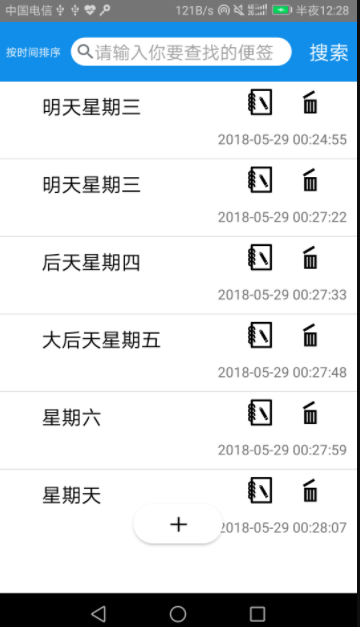 中国电信 121B/s 半夜12:28
按时间排序 请输入你要查找的便签 搜索
明天星期三
2018-05-29 00:24:55
明天星期三
2018-05-29 00:27:22
后天星期四
2018-05-29 00:27:33
大后天星期五
2018-05-29 00:27:48
星期六
2018-05-29 00:27:59
星期天
2018-05-29 00:28:07
+